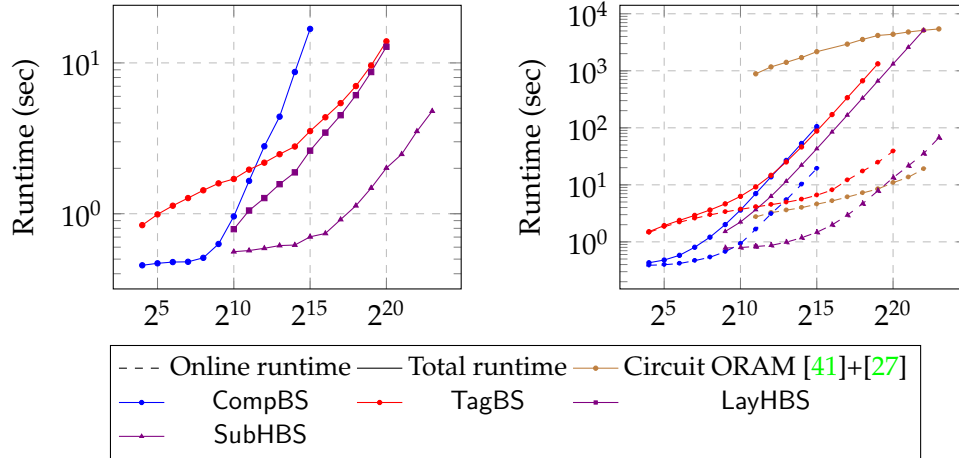 Runtime (sec)
10^1
10^0
2^5 2^10 2^15 2^20
Runtime (sec)
10^4
10^3
10^2
10^1
10^0
2^5 2^10 2^15 2^20
Online runtime Total runtime Circuit ORAM [41]+[27]
CompBS TagBS LayHBS
SubHBS